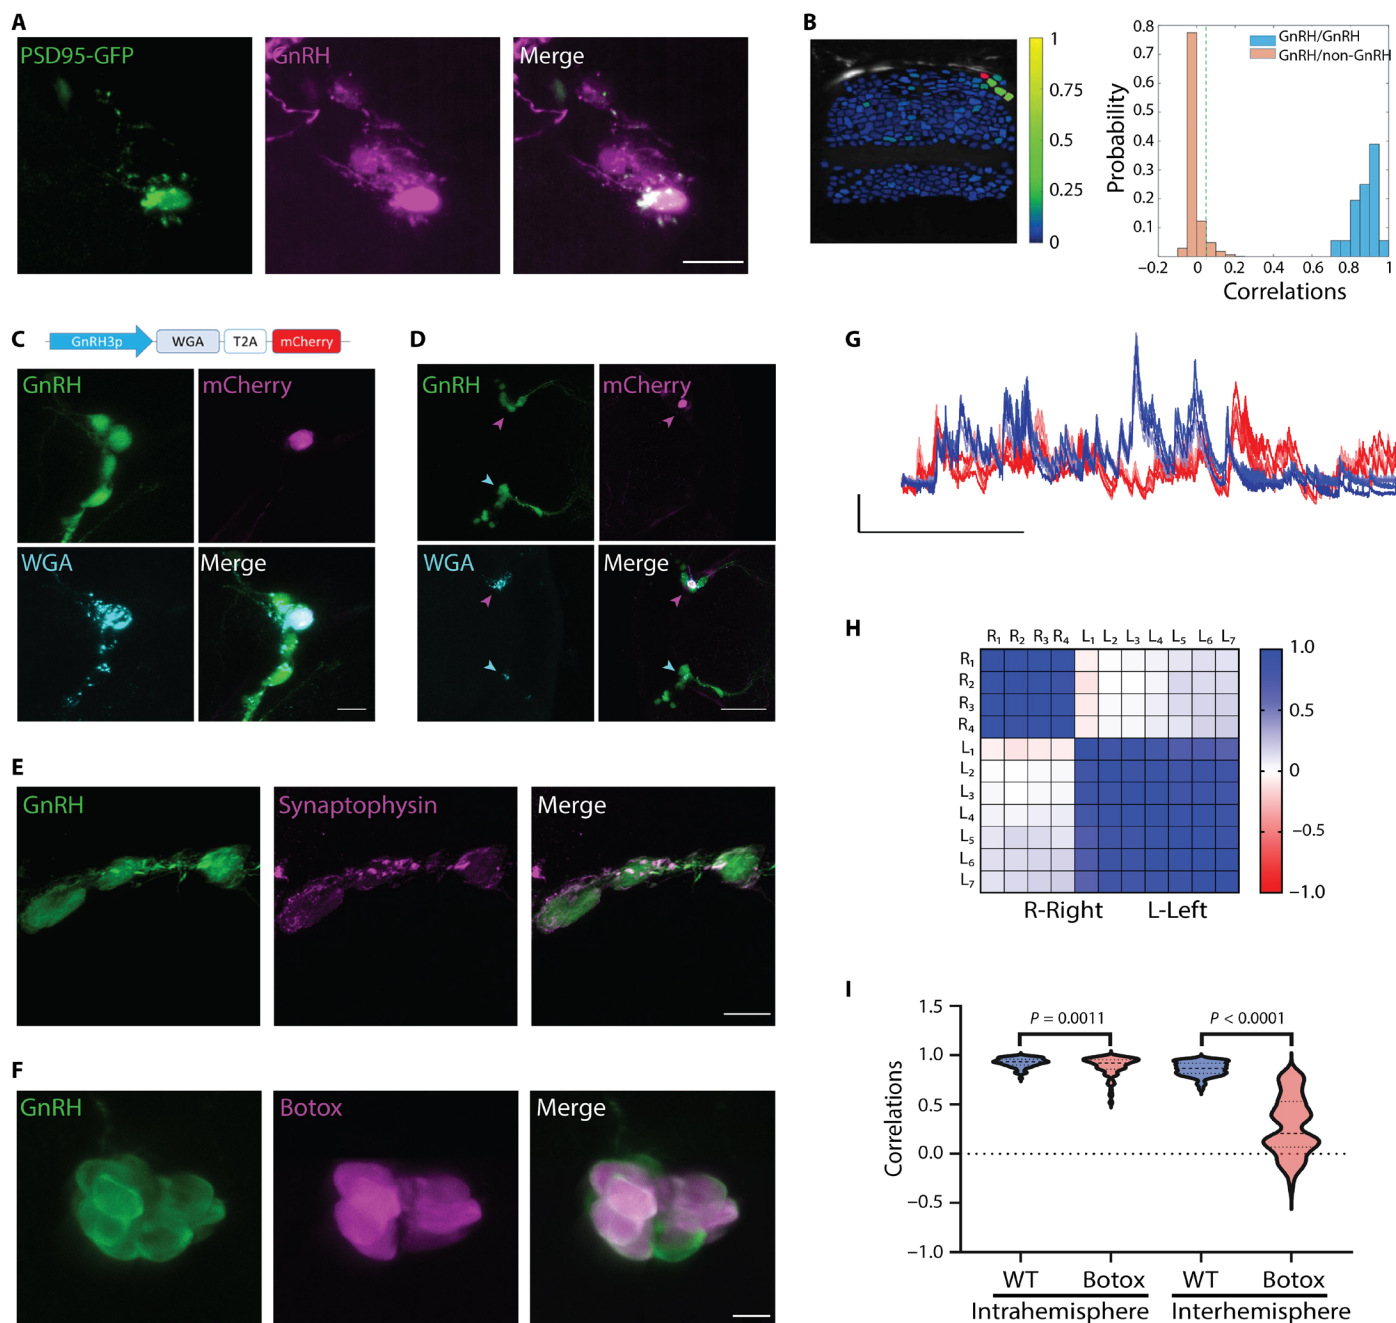 A
PSD95-GFP
GnRH
Merge
B
1
0.75
0.5
0.25
0
Probability
0.8
0.7
0.6
0.5
0.4
0.3
0.2
0.1
−0.2 0 0.2 0.4 0.6 0.8 1
Correlations
GnRH/GnRH
GnRH/non-GnRH
C
GnRH3p WGA T2A mCherry
GnRH
mCherry
WGA
Merge
D
GnRH
mCherry
WGA
Merge
E
GnRH
Synaptophysin
Merge
F
GnRH
Botox
Merge
G
H
R1 R2 R3 R4 L1 L2 L3 L4 L5 L6 L7
R1
R2
R3
R4
L1
L2
L3
L4
L5
L6
L7
R-Right L-Left
1.0
0.5
0
−0.5
−1.0
I
Correlations
1.5
1.0
0.5
0.0
−0.5
−1.0
P = 0.0011
P < 0.0001
WT Botox WT Botox
Intrahemisphere Interhemisphere